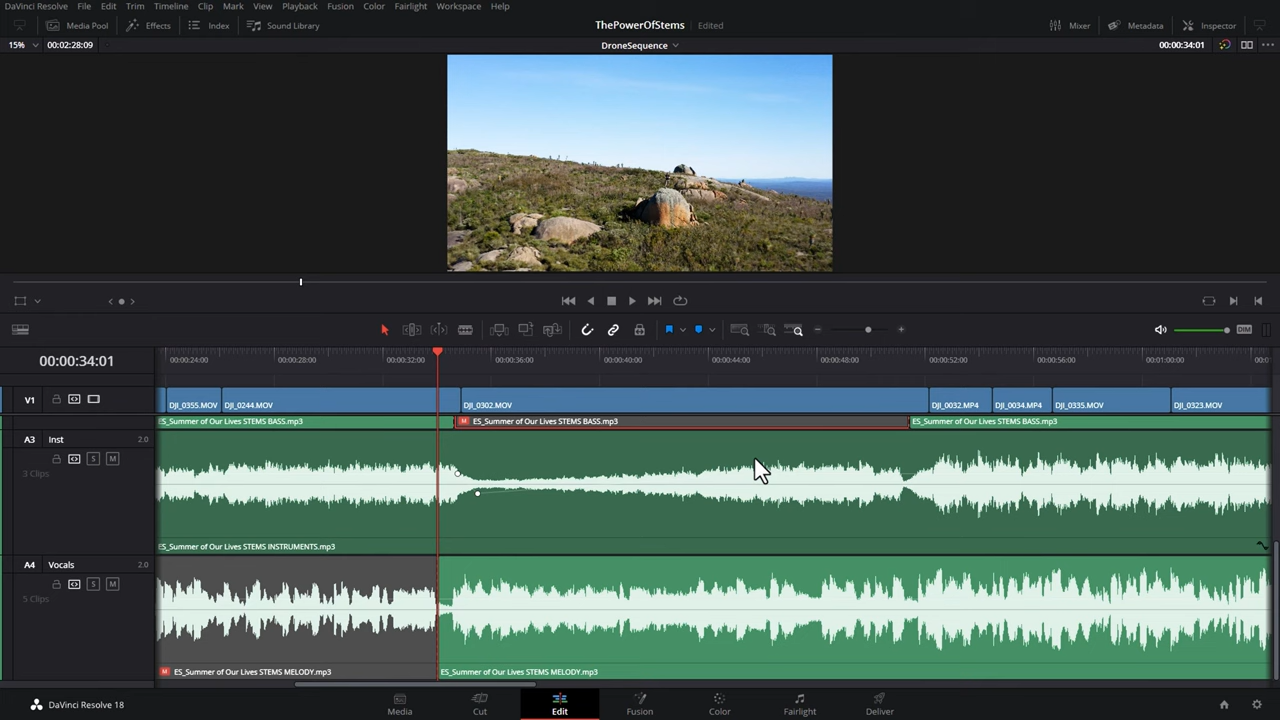 DaVinci Resolve File Edit Trim Timeline Clip Mark View Playback Fusion Color Fairlight Workspace Help
Media Pool Effects Index Sound Library ThePowerOfStems Edited Mixer Metadata Inspector
15% 00:02:28:09 DroneSequence 00:00:34:01
DIM
00:00:34:01 00:00:24:00 00:00:28:00 00:00:32:00 00:00:36:00 00:00:40:00 00:00:44:00 00:00:48:00 00:00:52:00 00:00:56:00 00:01:00:00
V1 DJI_0355.MOV DJI_0244.MOV DJI_0302.MOV DJI_0032.MP4 DJI_0034.MP4 DJI_0335.MOV DJI_0323.MOV
ES_Summer of Our Lives STEMS BASS.mp3 M ES_Summer of Our Lives STEMS BASS.mp3 ES_Summer of Our Lives STEMS BASS.mp3
A3 Inst 2.0
S M
3 Clips
ES_Summer of Our Lives STEMS INSTRUMENTS.mp3
A4 Vocals 2.0
S M
5 Clips
M ES_Summer of Our Lives STEMS MELODY.mp3 ES_Summer of Our Lives STEMS MELODY.mp3
DaVinci Resolve 18 Media Cut Edit Fusion Color Fairlight Deliver